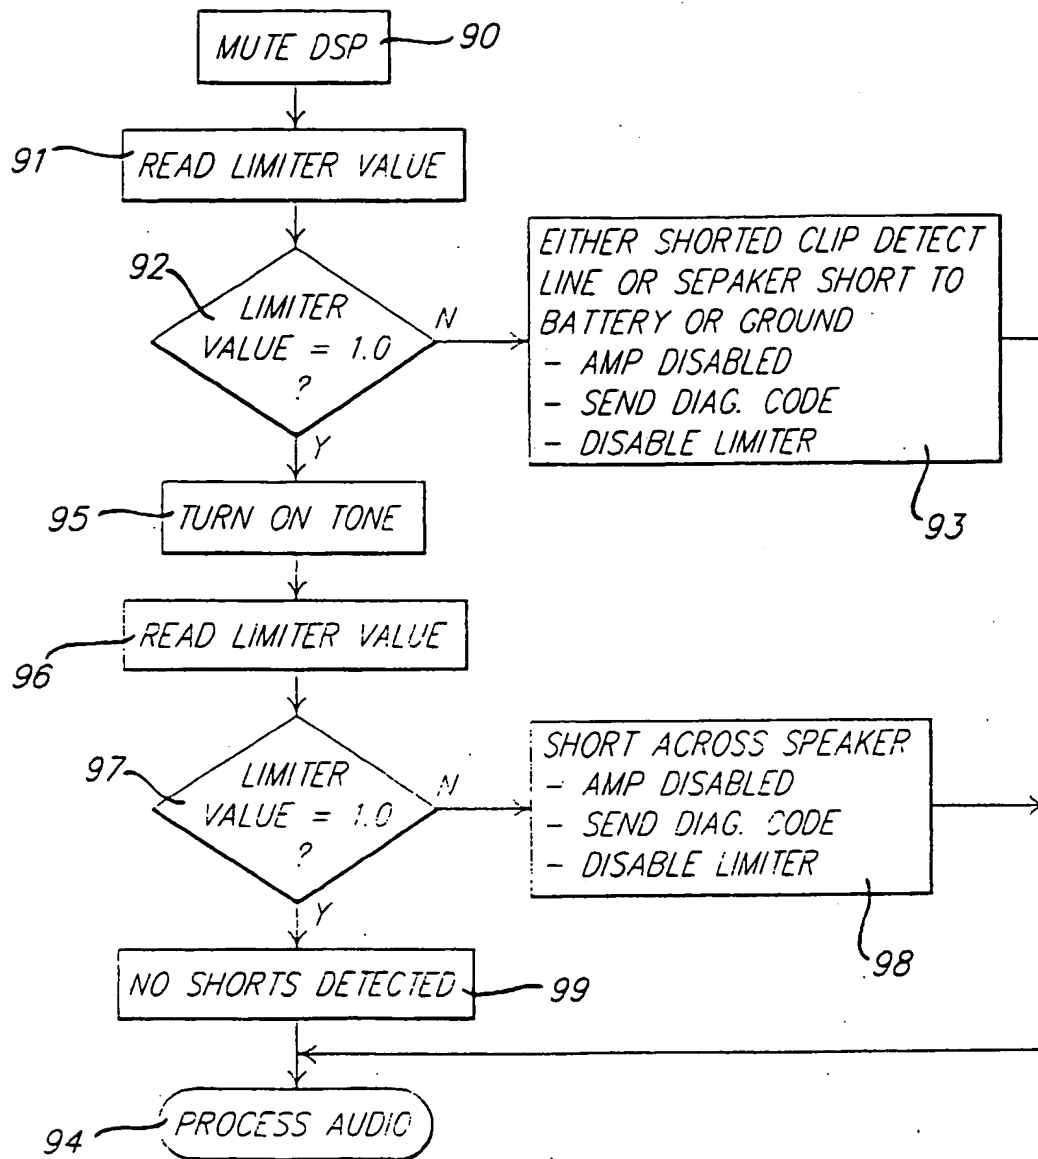 MUTE DSP
90
91
READ LIMITER VALUE
92
LIMITER
VALUE = 1.0
?
N
Y
EITHER SHORTED CLIP DETECT
LINE OR SEPAKER SHORT TO
BATTERY OR GROUND
- AMP DISABLED
- SEND DIAG. CODE
- DISABLE LIMITER
93
95
TURN ON TONE
READ LIMITER VALUE
96
97
LIMITER
VALUE = 1.0
?
N
Y
SHORT ACROSS SPEAKER
- AMP DISABLED
- SEND DIAG. CODE
- DISABLE LIMITER
98
NO SHORTS DETECTED
99
94
PROCESS AUDIO